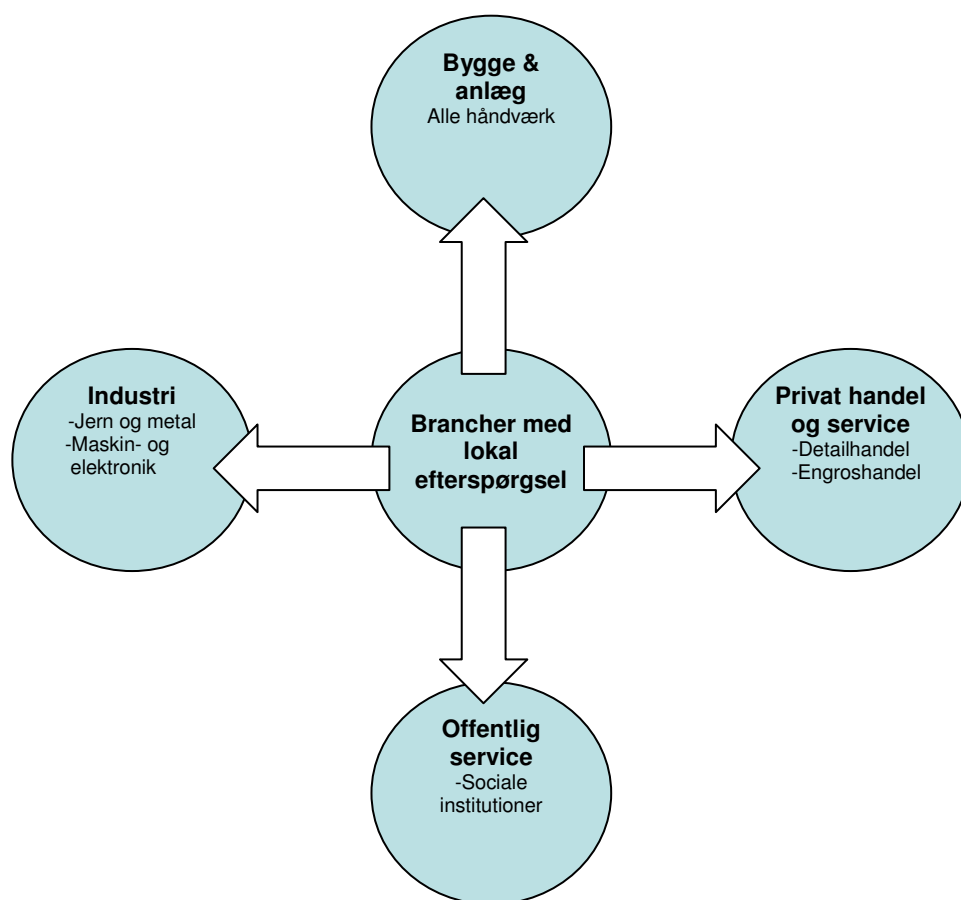 Bygge &
anlæg
Alle håndværk
Industri
-Jern og metal
-Maskin- og
elektronik
Brancher med
lokal
efterspørgsel
Privat handel
og service
-Detailhandel
-Engroshandel
Offentlig
service
-Sociale
institutioner